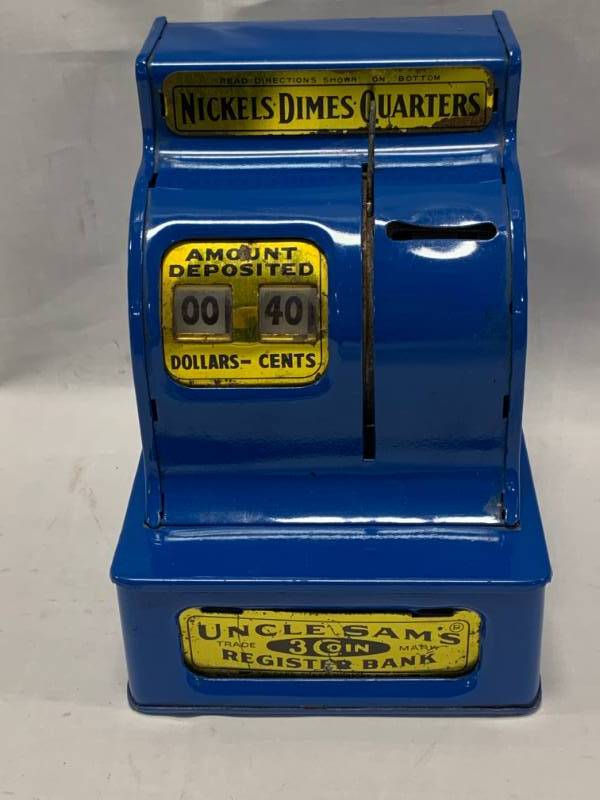 READ DIRECTIONS SHOWN ON BOTTOM
NICKELS·DIMES·QUARTERS
AMOUNT
DEPOSITED
00 40
DOLLARS– CENTS
UNCLE SAM'S ®
TRADE 3 COIN MARK
REGISTER BANK